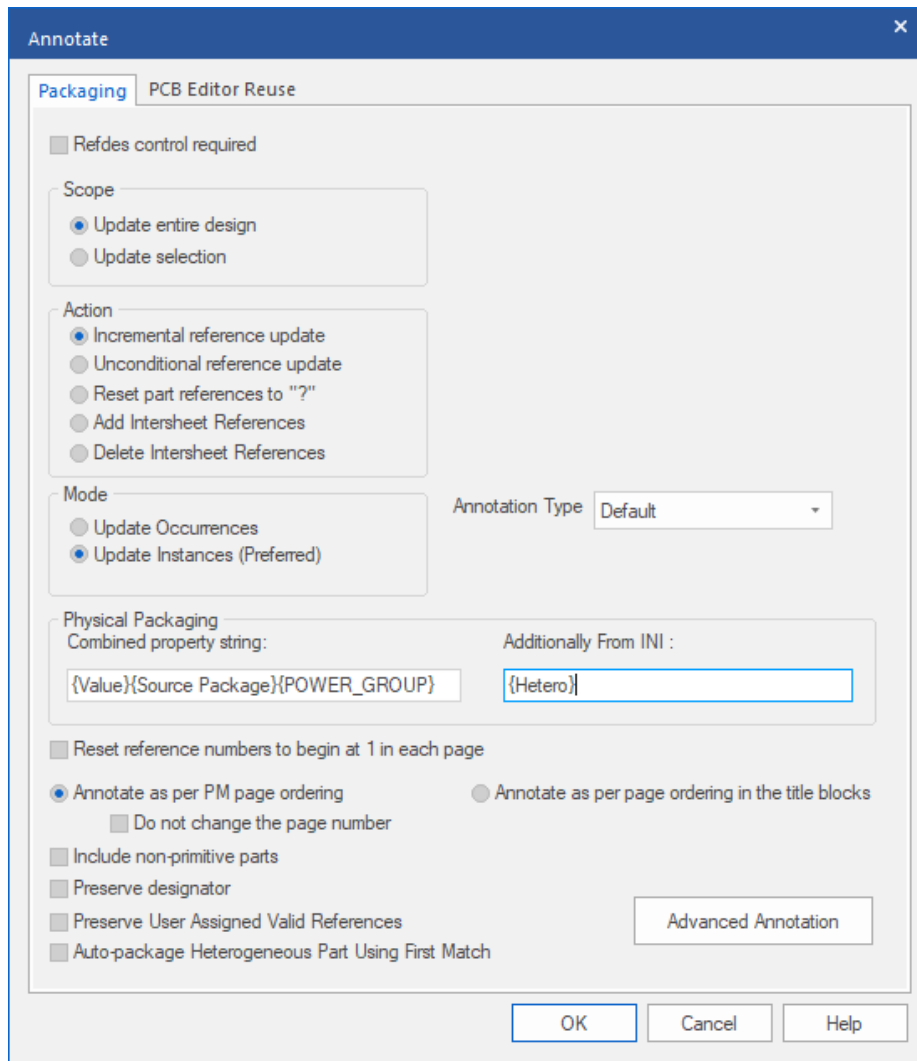 Annotate
Packaging PCB Editor Reuse
Refdes control required
Scope
Update entire design
Update selection
Action
Incremental reference update
Unconditional reference update
Reset part references to "?"
Add Intersheet References
Delete Intersheet References
Mode
Update Occurrences
Update Instances (Preferred)
Annotation Type Default
Physical Packaging
Combined property string: Additionally From INI :
{Value}{Source Package}{POWER_GROUP} {Hetero}
Reset reference numbers to begin at 1 in each page
Annotate as per PM page ordering Annotate as per page ordering in the title blocks
Do not change the page number
Include non-primitive parts
Preserve designator
Preserve User Assigned Valid References
Auto-package Heterogeneous Part Using First Match
Advanced Annotation
OK Cancel Help